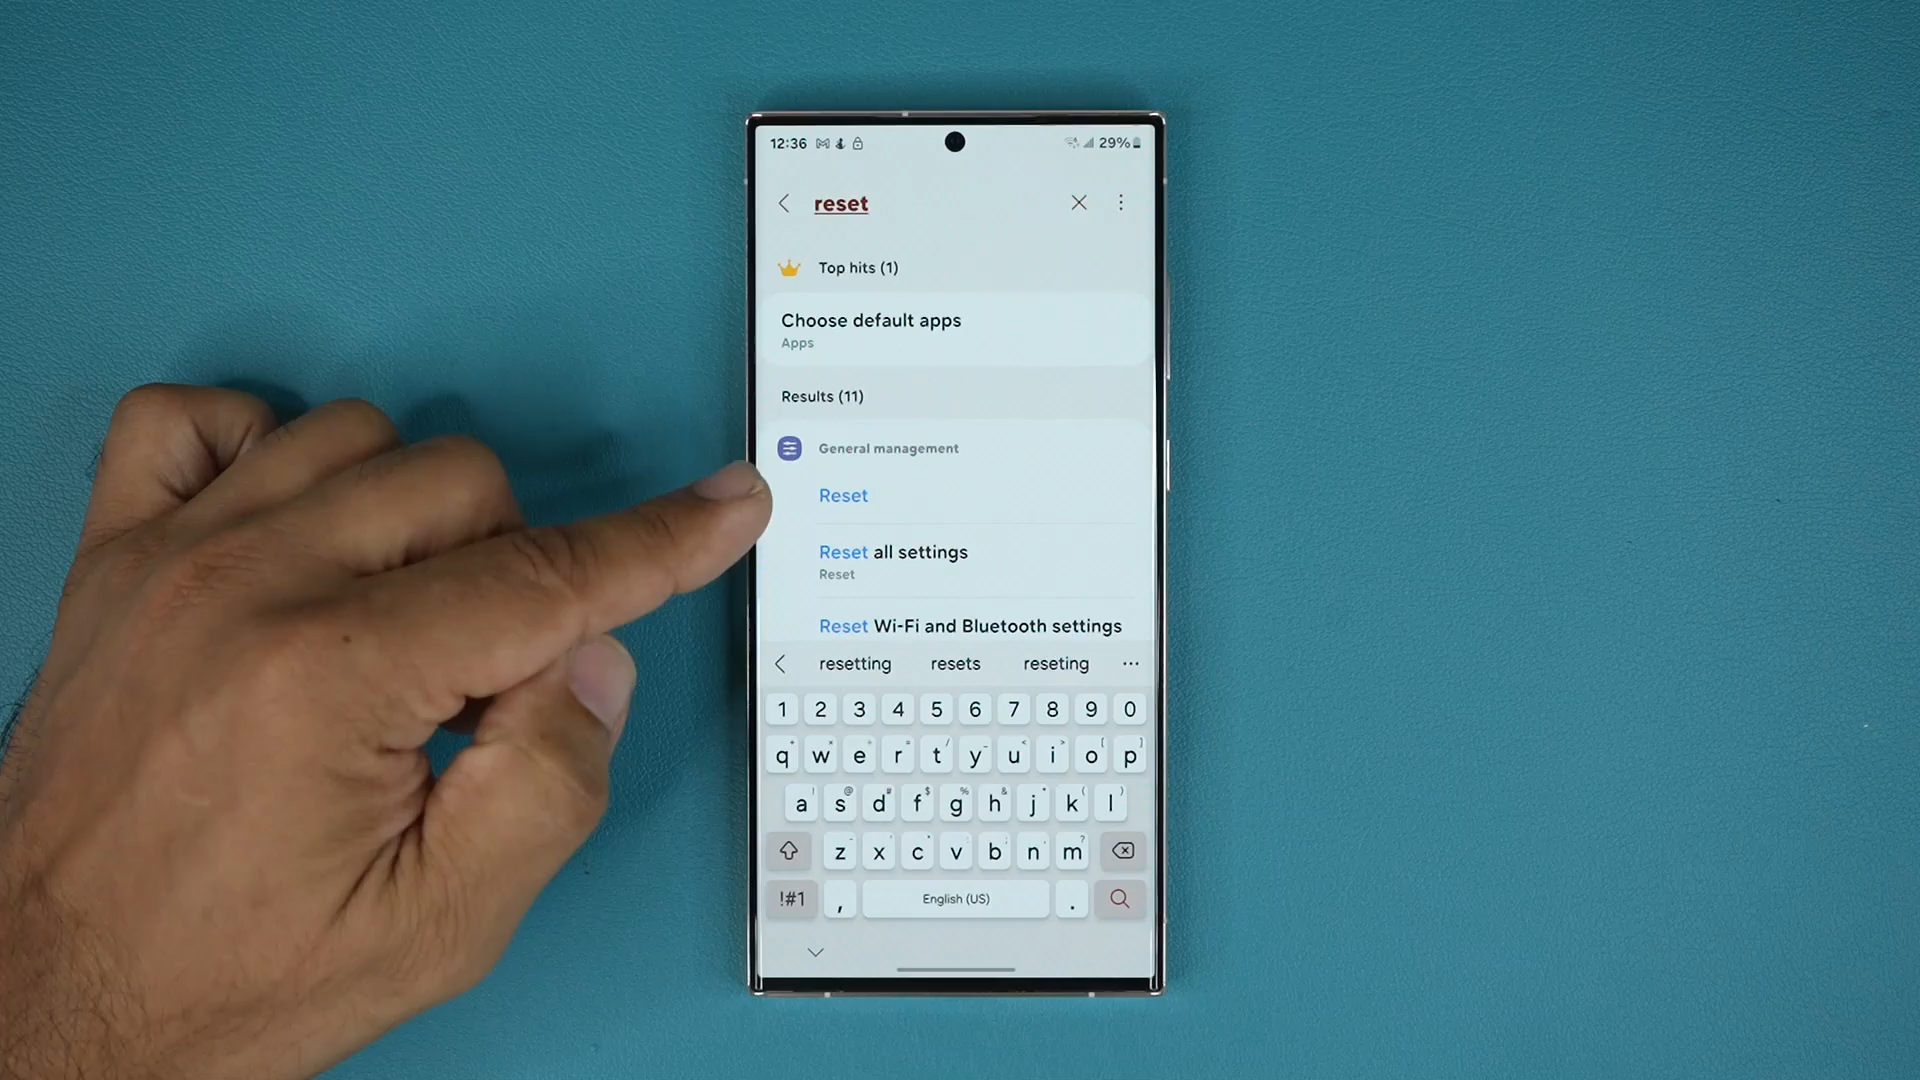 12:36 29%
reset
Top hits (1)
Choose default apps
Apps
Results (11)
General management
Reset
Reset all settings
Reset
Reset Wi-Fi and Bluetooth settings
resetting resets reseting ...
1 2 3 4 5 6 7 8 9 0
q w e r t y u i o p
a s d f g h j k l
z x c v b n m
!#1 , English (US) .